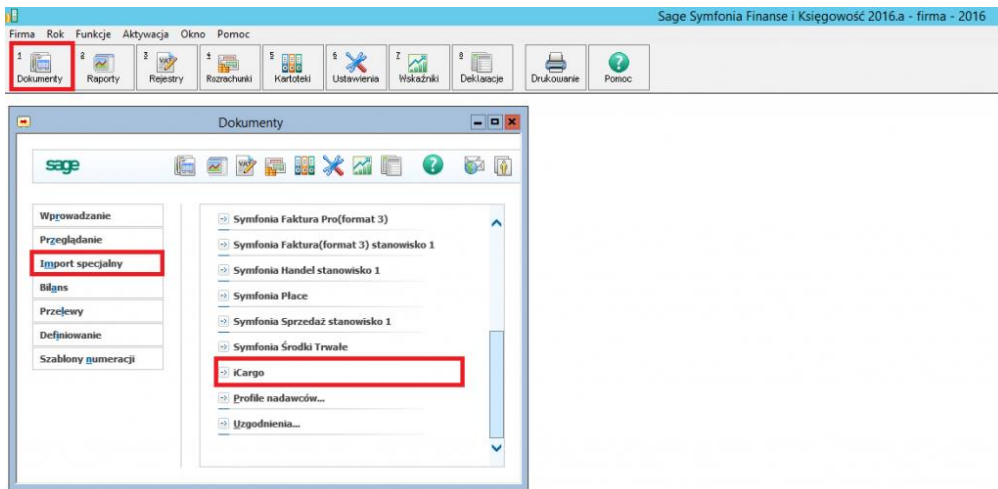 Sage Symfonia Finanse i Księgowość 2016.a - firma - 2016
Firma Rok Funkcje Aktywacja Okno Pomoc
1 2 3 4 5 6 7 8
Dokumenty Raporty Rejestry Rozrachunki Kartoteki Ustawienia Wskaźniki Deklaracje Drukowanie Pomoc
Dokumenty
sage
Wprowadzanie
Przeglądanie
Import specjalny
Bilans
Przelewy
Definiowanie
Szablony numeracji
Symfonia Faktura Pro(format 3)
Symfonia Faktura(format 3) stanowisko 1
Symfonia Handel stanowisko 1
Symfonia Płace
Symfonia Sprzedaż stanowisko 1
Symfonia Środki Trwałe
iCargo
Profile nadawców...
Uzgodnienia...